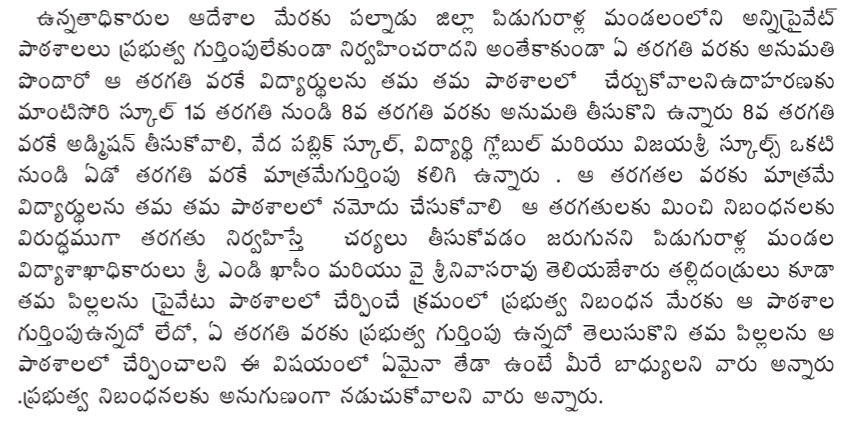 ఉన్నతాధికారుల ఆదేశాల మేరకు పల్నాడు జిల్లా పిడుగురాళ్ల మండలంలోని అన్నిప్రైవేట్
పాఠశాలలు ప్రభుత్వ గుర్తింపులేకుండా నిర్వహించరాదని అంతేకాకుండా ఏ తరగతి వరకు అనుమతి
పొందారో ఆ తరగతి వరకే విద్యార్థులను తమ తమ పాఠశాలలో చేర్చుకోవాలనిఉదాహరణకు
మాంటిసోరి స్కూల్ 1వ తరగతి నుండి 8వ తరగతి వరకు అనుమతి తీసుకొని ఉన్నారు 8వ తరగతి
వరకే అడ్మిషన్ తీసుకోవాలి, వేద పబ్లిక్ స్కూల్, విద్యార్థి గ్లోబుల్ మరియు విజయశ్రీ స్కూల్స్ ఒకటి
నుండి ఏడో తరగతి వరకే మాత్రమేగుర్తింపు కలిగి ఉన్నారు . ఆ తరగతల వరకు మాత్రమే
విద్యార్థులను తమ తమ పాఠశాలలో నమోదు చేసుకోవాలి ఆ తరగతులకు మించి నిబంధనలకు
విరుద్ధముగా తరగతు నిర్వహిస్తే చర్యలు తీసుకోవడం జరుగునని పిడుగురాళ్ల మండల
విద్యాశాఖాధికారులు శ్రీ ఎండి ఖాసీం మరియు వై శ్రీనివాసరావు తెలియజేశారు తల్లిదండ్రులు కూడా
తమ పిల్లలను ప్రైవేటు పాఠశాలలో చేర్పించే క్రమంలో ప్రభుత్వ నిబంధన మేరకు ఆ పాఠశాల
గుర్తింపుఉన్నదో లేదో, ఏ తరగతి వరకు ప్రభుత్వ గుర్తింపు ఉన్నదో తెలుసుకొని తమ పిల్లలను ఆ
పాఠశాలలో చేర్పించాలని ఈ విషయంలో ఏమైనా తేడా ఉంటే మీరే బాధ్యులని వారు అన్నారు
.ప్రభుత్వ నిబంధనలకు అనుగుణంగా నడుచుకోవాలని వారు అన్నారు.